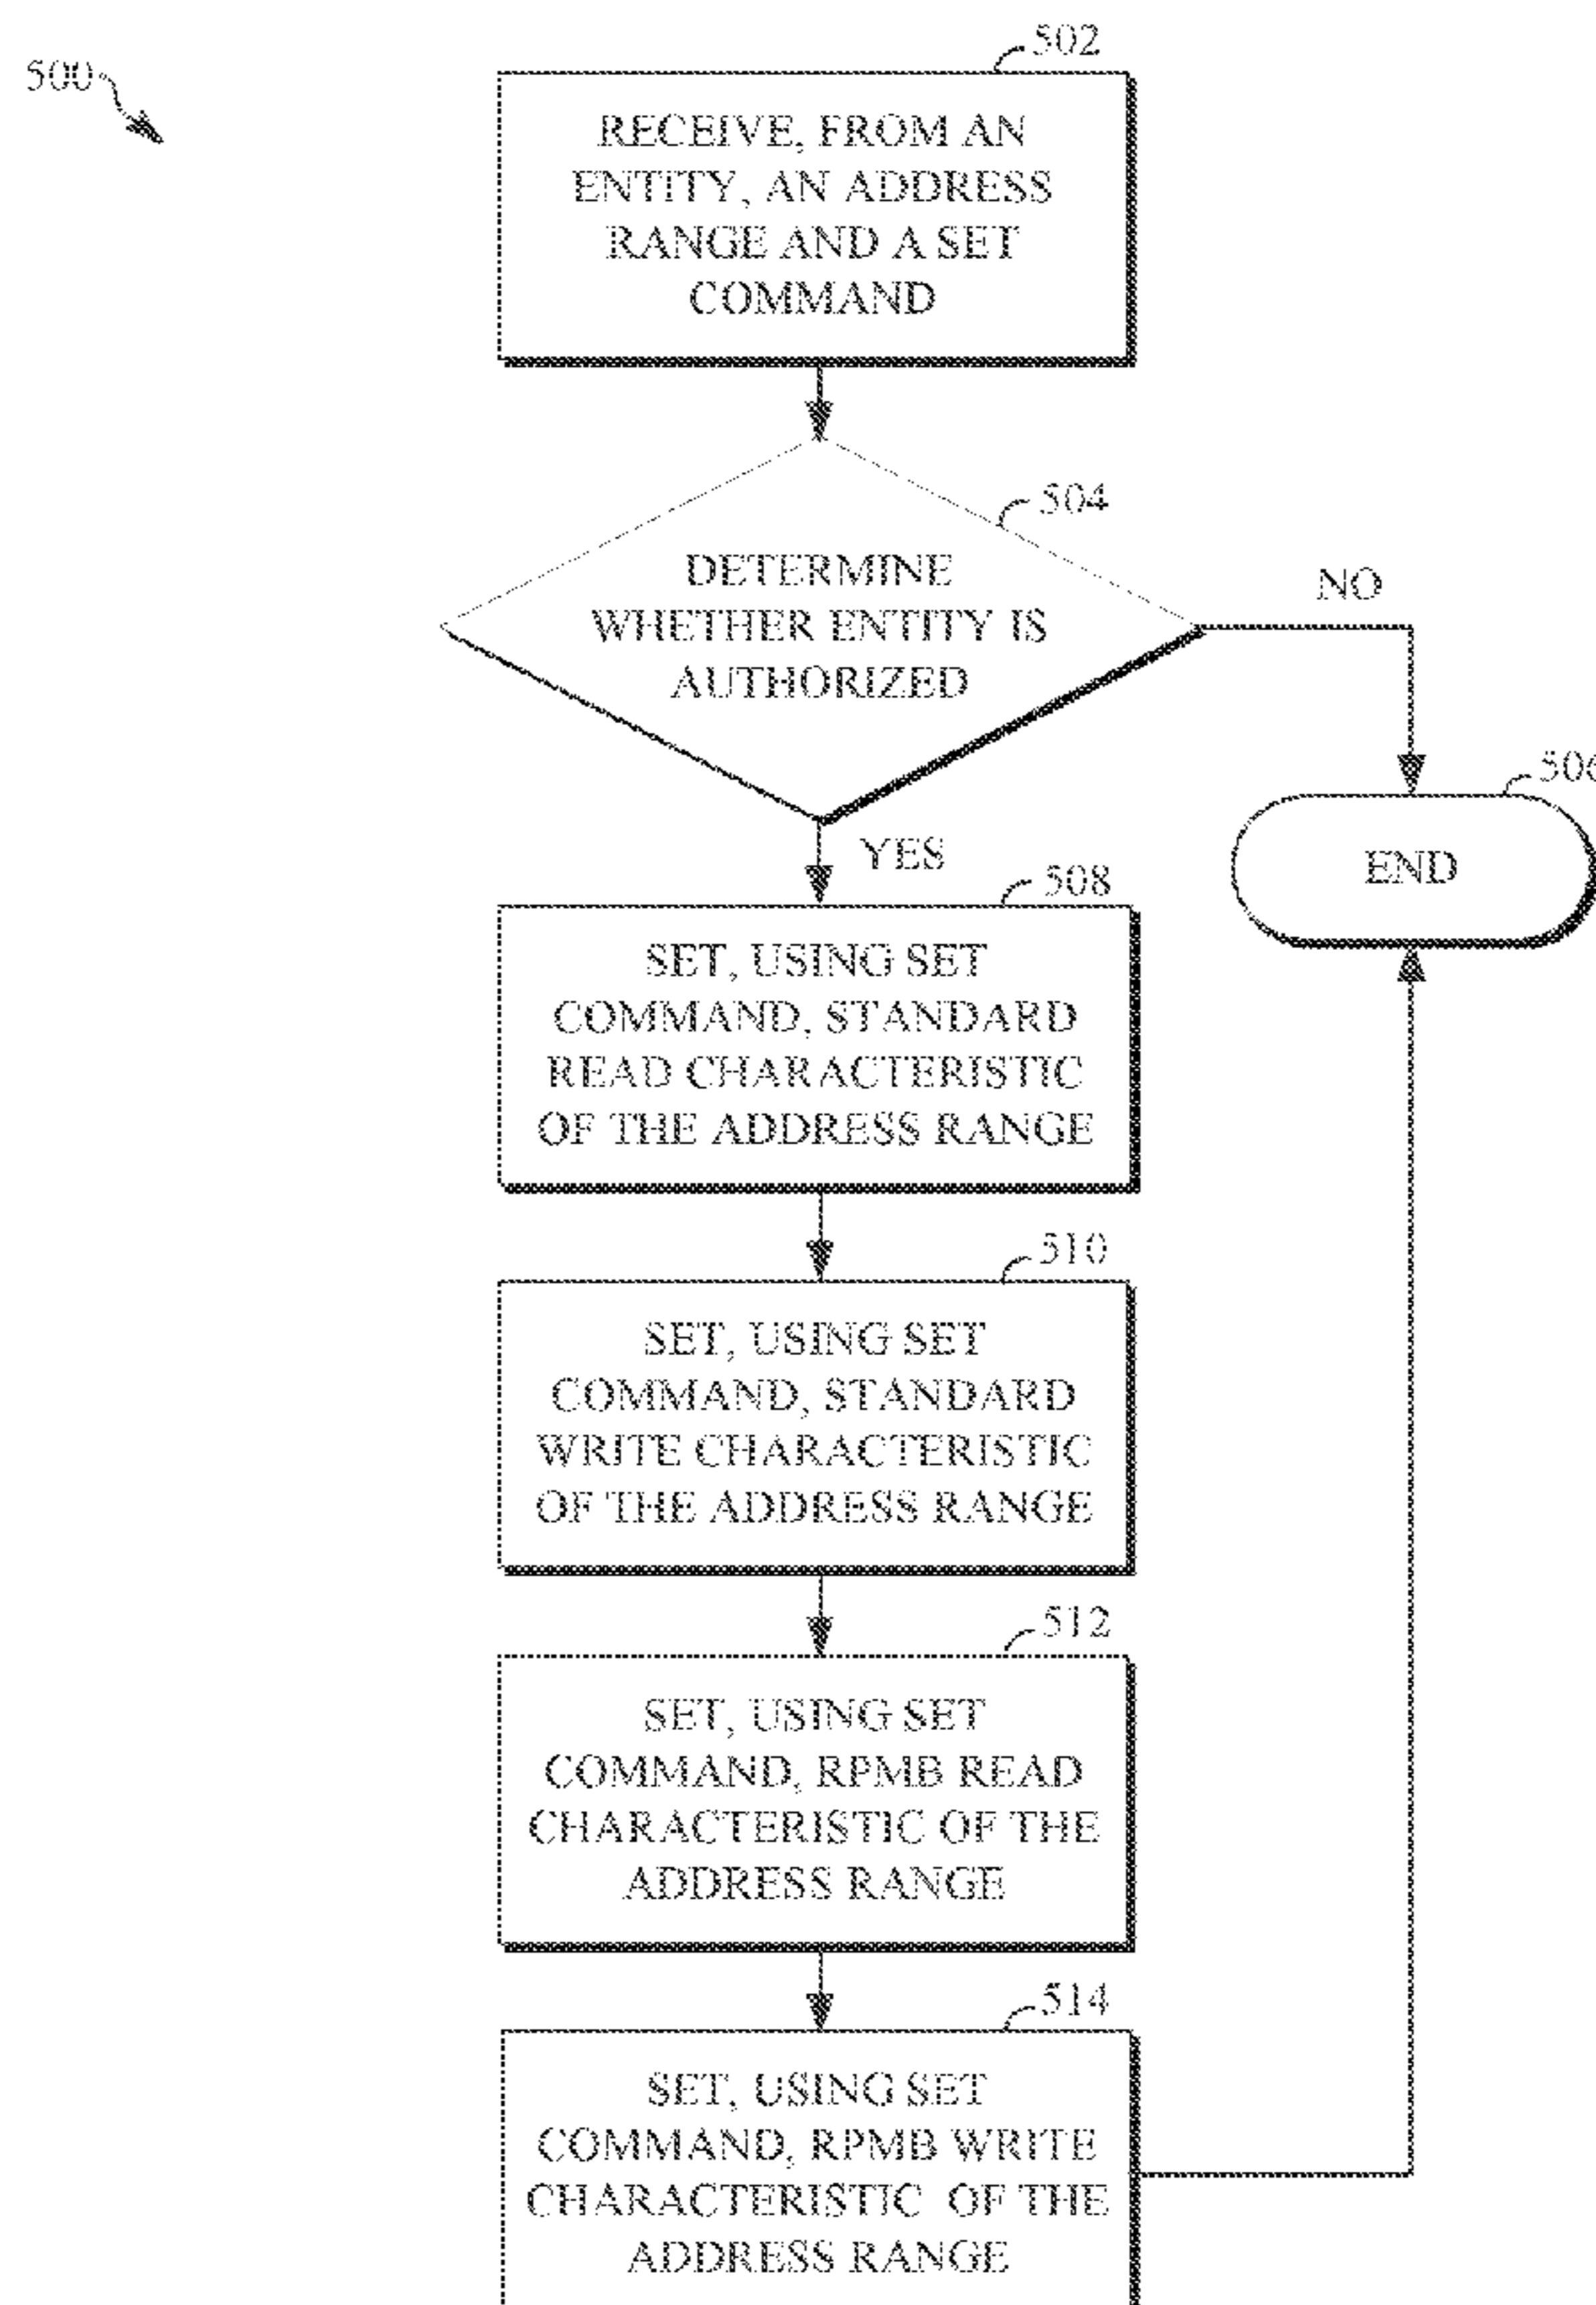 500
502
RECEIVE, FROM AN
ENTITY, AN ADDRESS
RANGE AND A SET
COMMAND
504
DETERMINE
WHETHER ENTITY IS
AUTHORIZED
NO
YES
506
END
508
SET, USING SET
COMMAND, STANDARD
READ CHARACTERISTIC
OF THE ADDRESS RANGE
510
SET, USING SET
COMMAND, STANDARD
WRITE CHARACTERISTIC
OF THE ADDRESS RANGE
512
SET, USING SET
COMMAND, RPMB READ
CHARACTERISTIC OF THE
ADDRESS RANGE
514
SET, USING SET
COMMAND, RPMB WRITE
CHARACTERISTIC OF THE
ADDRESS RANGE